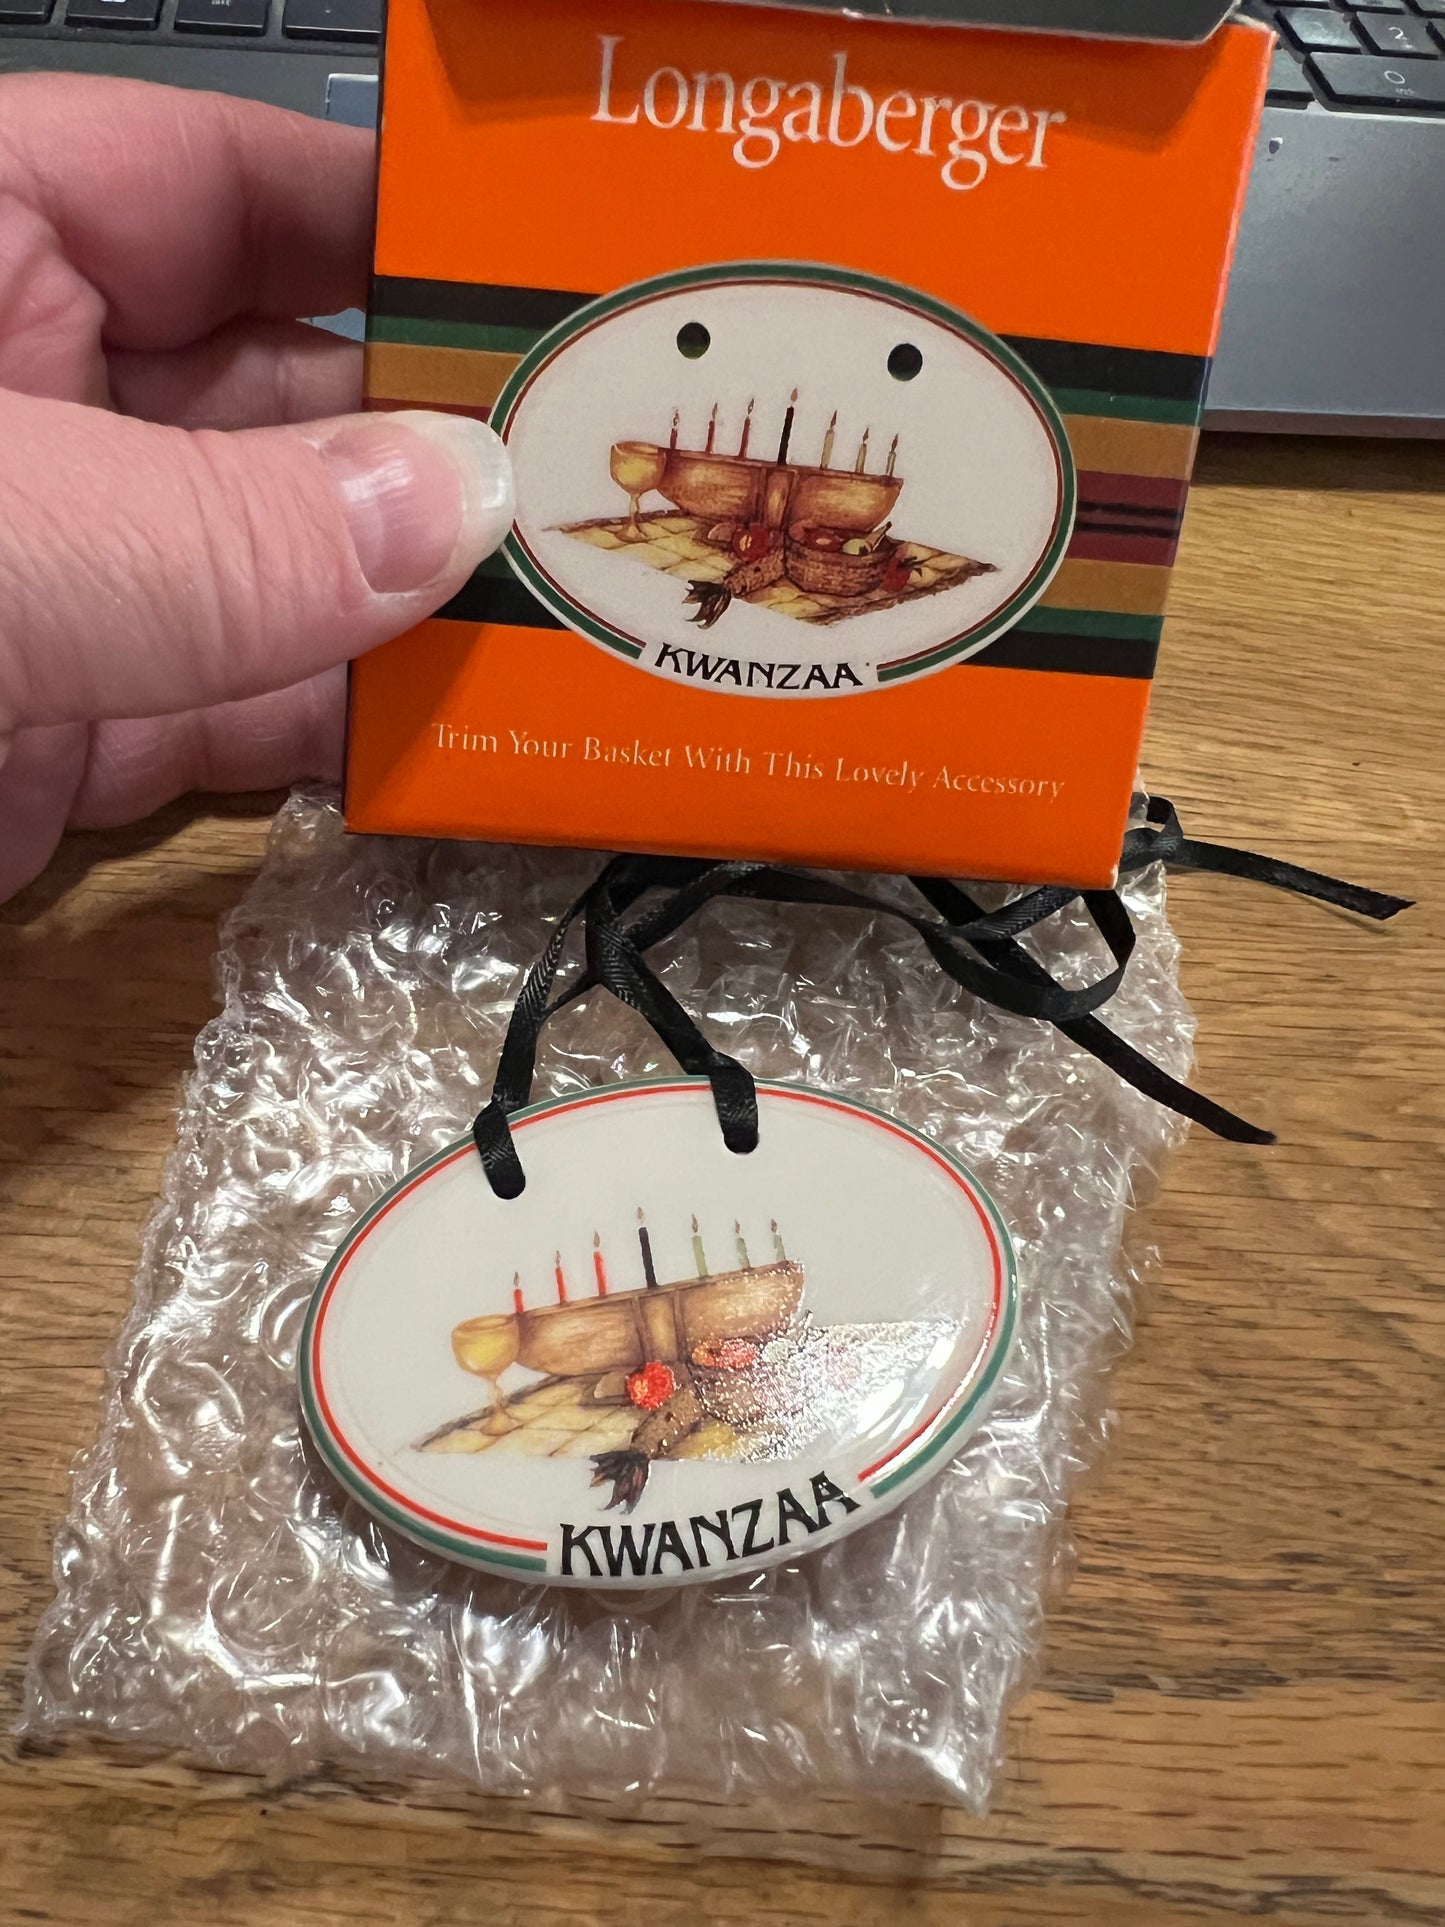 Longaberger
KWANZAA
Trim Your Basket With This Lovely Accessory
KWANZAA